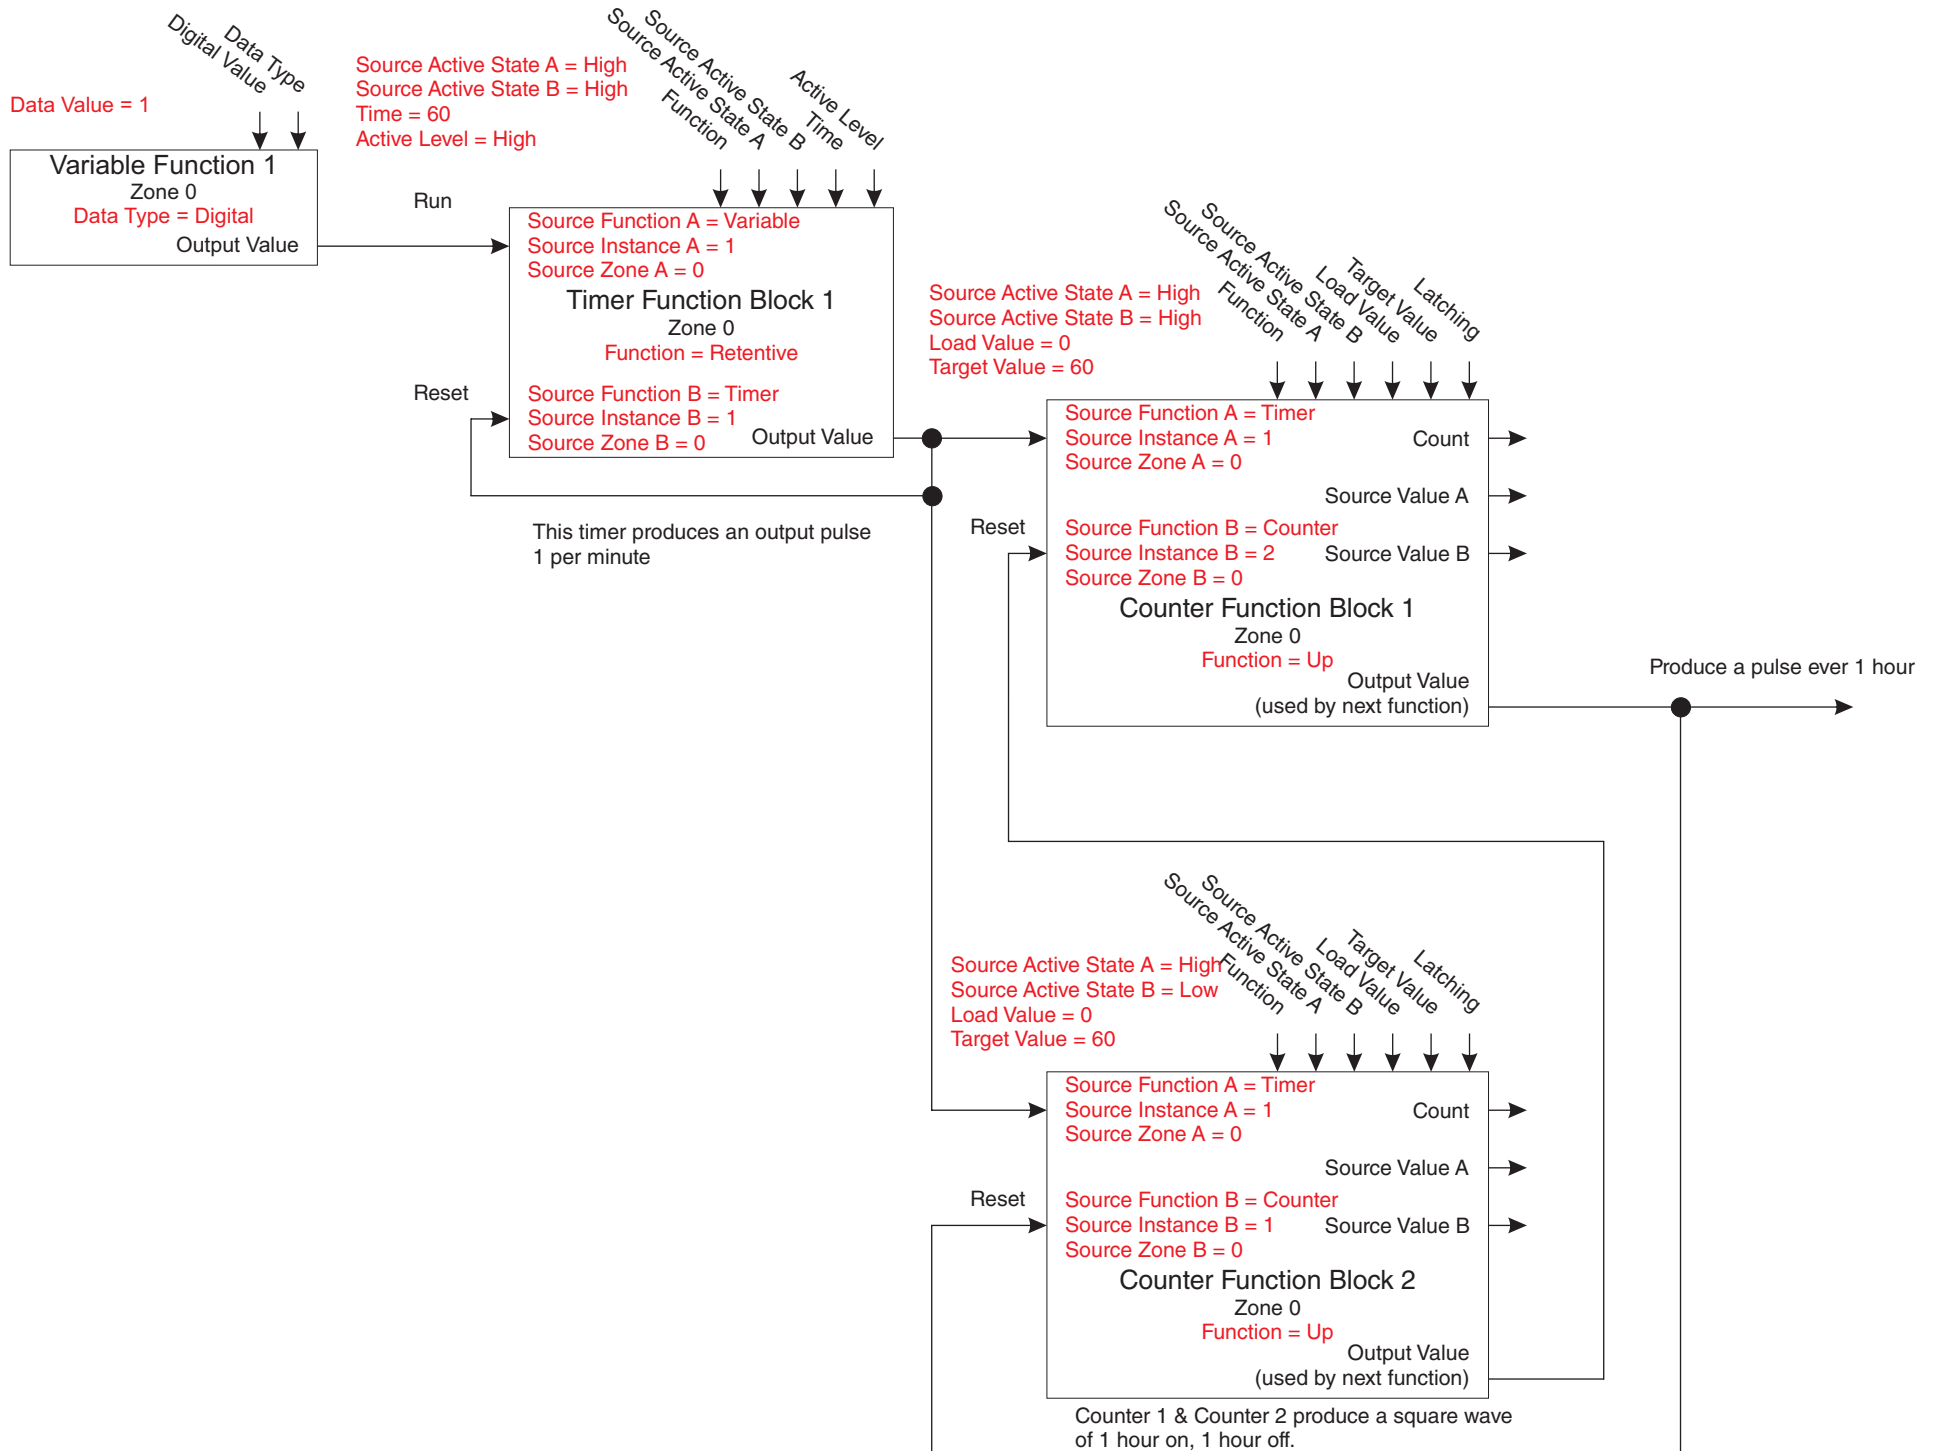 Digital Value
Data Type
Data Value = 1
Variable Function 1
Zone 0
Data Type = Digital
Output Value
Source Active State A = High
Source Active State B = High
Time = 60
Active Level = High
Function
Source Active State A
Source Active State B
Time
Active Level
Run
Source Function A = Variable
Source Instance A = 1
Source Zone A = 0
Timer Function Block 1
Zone 0
Function = Retentive
Reset
Source Function B = Timer
Source Instance B = 1
Source Zone B = 0
Output Value
This timer produces an output pulse
1 per minute
Source Active State A = High
Source Active State B = High
Load Value = 0
Target Value = 60
Function
Source Active State A
Source Active State B
Load Value
Target Value
Latching
Source Function A = Timer
Source Instance A = 1
Source Zone A = 0
Count
Source Value A
Reset
Source Function B = Counter
Source Instance B = 2
Source Zone B = 0
Source Value B
Counter Function Block 1
Zone 0
Function = Up
Output Value
(used by next function)
Produce a pulse ever 1 hour
Source Active State A = High
Source Active State B = Low
Load Value = 0
Target Value = 60
Function
Source Active State A
Source Active State B
Load Value
Target Value
Latching
Source Function A = Timer
Source Instance A = 1
Source Zone A = 0
Count
Source Value A
Reset
Source Function B = Counter
Source Instance B = 1
Source Zone B = 0
Source Value B
Counter Function Block 2
Zone 0
Function = Up
Output Value
(used by next function)
Counter 1 & Counter 2 produce a square wave
of 1 hour on, 1 hour off.